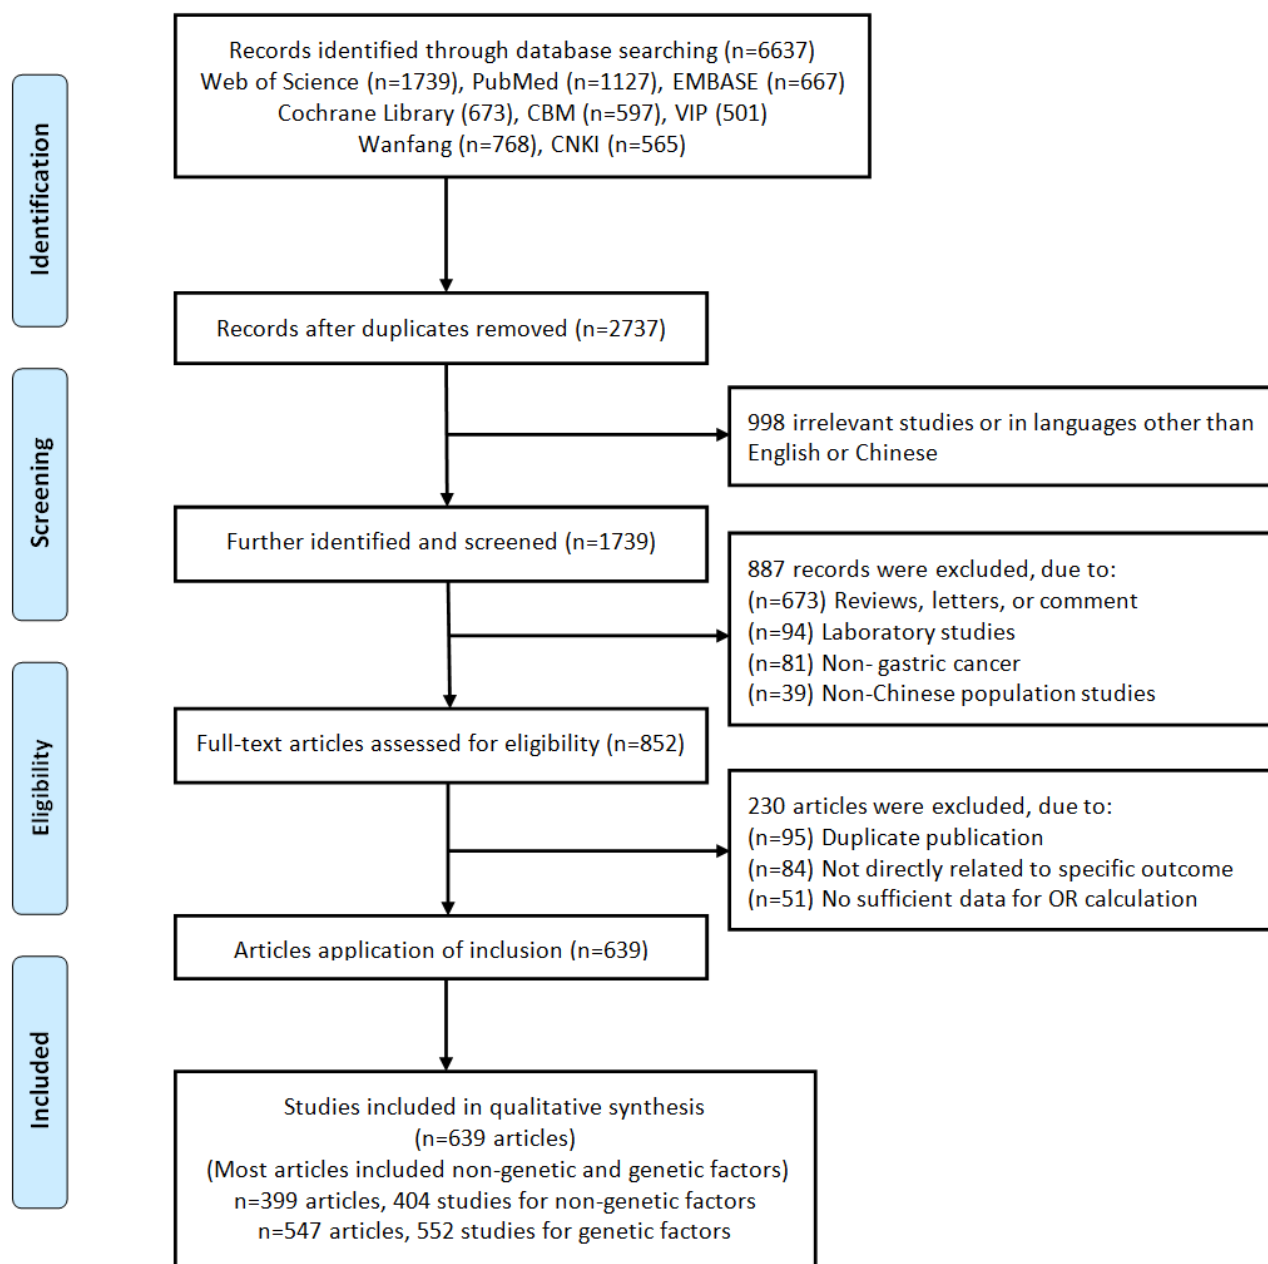 Records identified through database searching (n=6637)
Web of Science (n=1739), PubMed (n=1127), EMBASE (n=667)
Cochrane Library (673), CBM (n=597), VIP (501)
Wanfang (n=768), CNKI (n=565)
Identification
Records after duplicates removed (n=2737)
Screening
998 irrelevant studies or in languages other than
English or Chinese
Further identified and screened (n=1739)
887 records were excluded, due to:
(n=673) Reviews, letters, or comment
(n=94) Laboratory studies
(n=81) Non- gastric cancer
(n=39) Non-Chinese population studies
Eligibility
Full-text articles assessed for eligibility (n=852)
230 articles were excluded, due to:
(n=95) Duplicate publication
(n=84) Not directly related to specific outcome
(n=51) No sufficient data for OR calculation
Articles application of inclusion (n=639)
Included
Studies included in qualitative synthesis
(n=639 articles)
(Most articles included non-genetic and genetic factors)
n=399 articles, 404 studies for non-genetic factors
n=547 articles, 552 studies for genetic factors